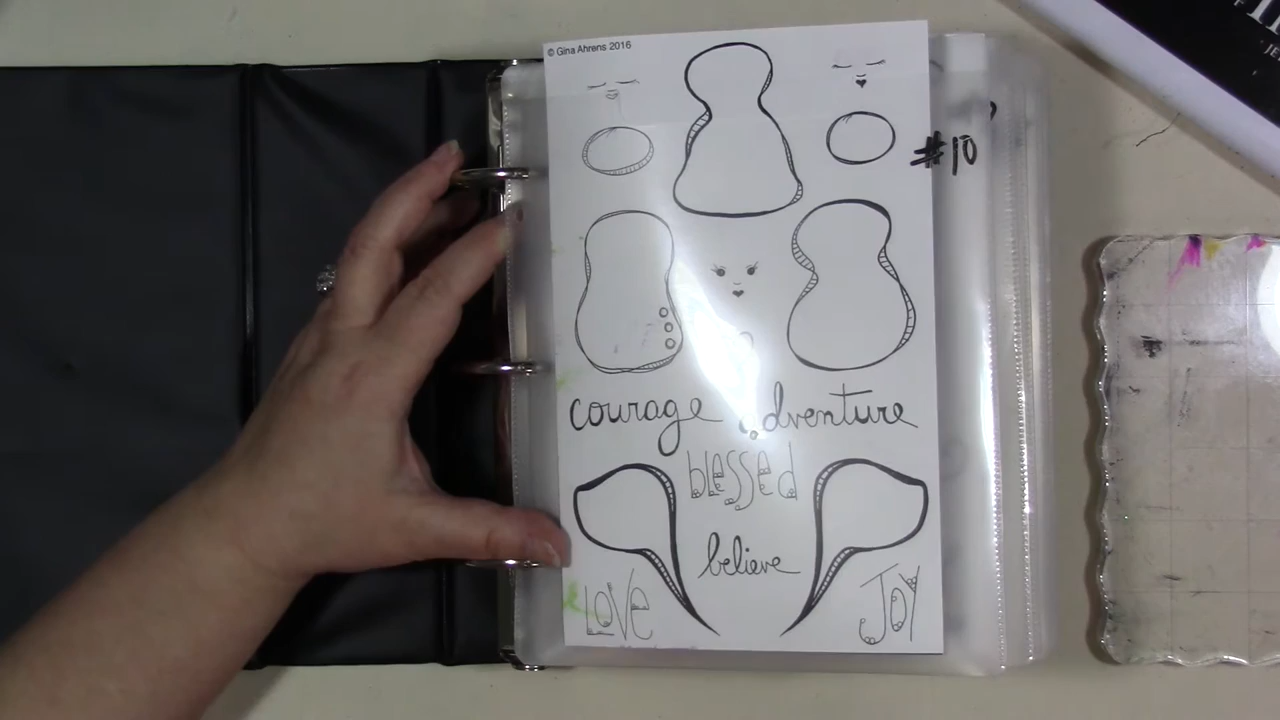 © Gina Ahrens 2016
#10
courage adventure
blessed
believe
LOVE
JOY